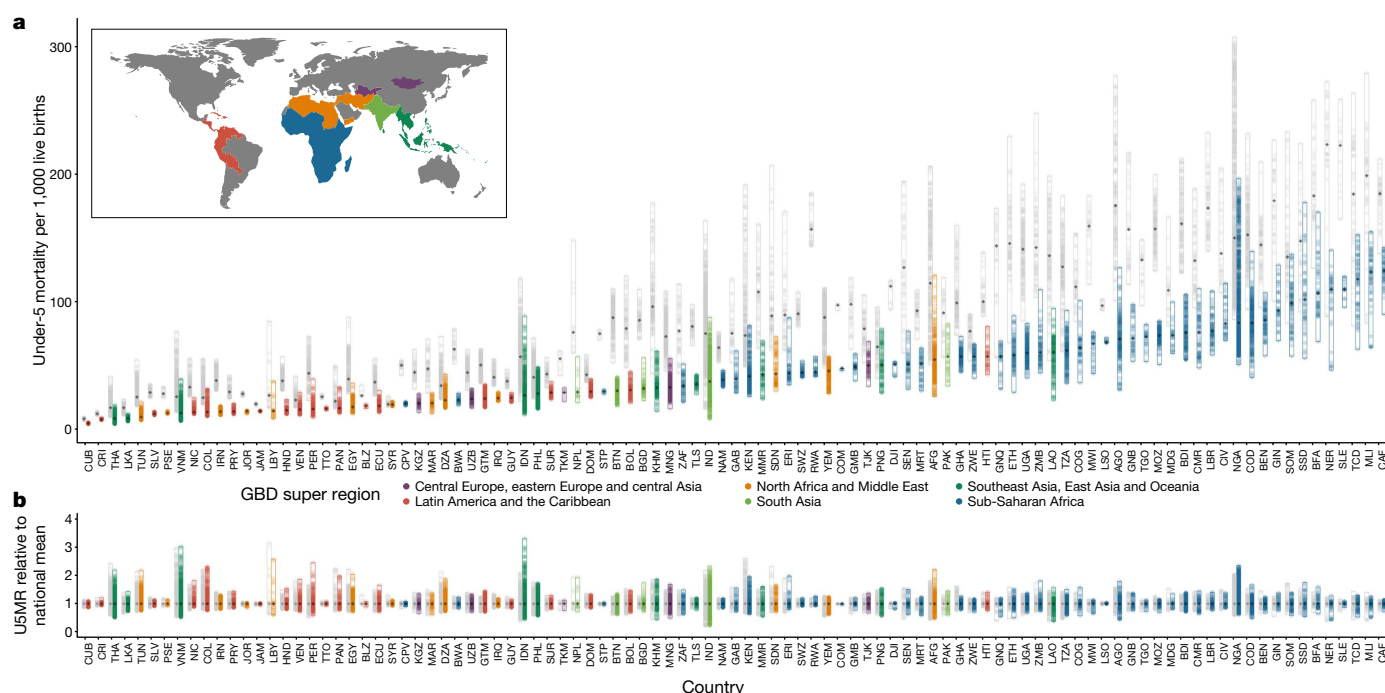 a
Under-5 mortality per 1,000 live births
300
200
100
0
CUB CRI THA LKA TUN SLV PSE VNM NIC COL IRN PRY JOR JAM LBY HND VEN PER TTO PAN EGY BLZ ECU SYR CPV KGZ MAR DZA BWA UZB GTM IRQ GUY IDN PHL SUR TKM NPL DOM STP BTN BOL BGD KHM MNG ZAF TLS IND NAM GAB KEN MMR SDN ERI SWZ RWA YEM COM GMB TJK PNG DJI SEN MRT AFG PAK GHA ZWE HTI GNQ ETH UGA ZMB LAO TZA COG MWI LSO AGO GNB TGO MOZ MDG BDI CMR LBR CIV NGA COD BEN GIN SOM SSD BFA NER SLE TCD MLI CAF
GBD super region
Central Europe, eastern Europe and central Asia
North Africa and Middle East
Southeast Asia, East Asia and Oceania
Latin America and the Caribbean
South Asia
Sub-Saharan Africa
b
U5MR relative to
national mean
4
3
2
1
0
CUB CRI THA LKA TUN SLV PSE VNM NIC COL IRN PRY JOR JAM LBY HND VEN PER TTO PAN EGY BLZ ECU SYR CPV KGZ MAR DZA BWA UZB GTM IRQ GUY IDN PHL SUR TKM NPL DOM STP BTN BOL BGD KHM MNG ZAF TLS IND NAM GAB KEN MMR SDN ERI SWZ RWA YEM COM GMB TJK PNG DJI SEN MRT AFG PAK GHA ZWE HTI GNQ ETH UGA ZMB LAO TZA COG MWI LSO AGO GNB TGO MOZ MDG BDI CMR LBR CIV NGA COD BEN GIN SOM SSD BFA NER SLE TCD MLI CAF
Country